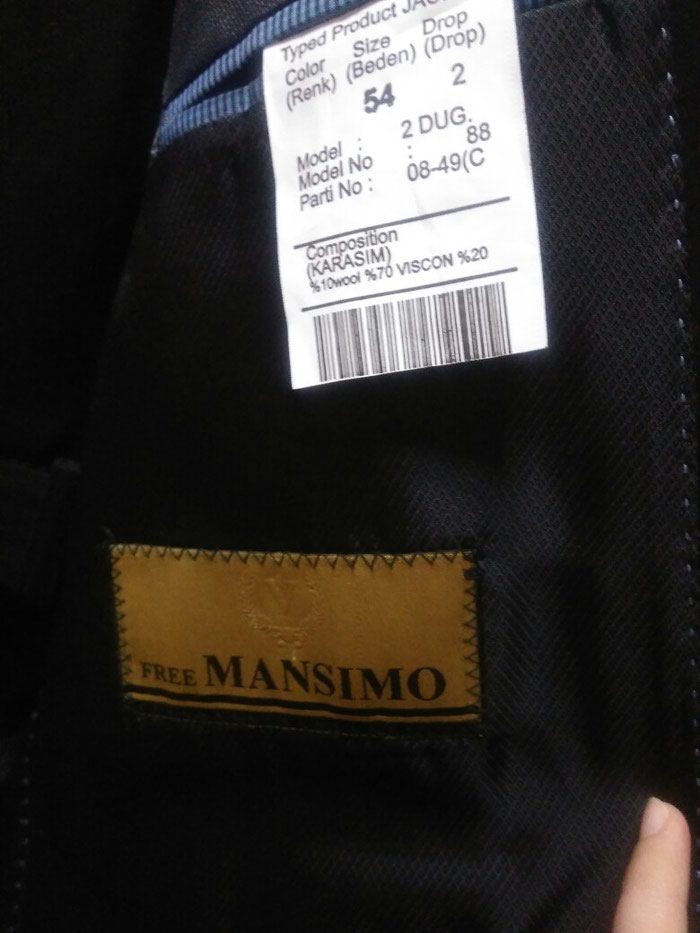 Typed Product
Color Size Drop
(Renk) (Beden) (Drop)
54 2
Model : 2 DUG.
Model No : 88
Parti No : 08-49(C
Composition
(KARASIM)
%10wool %70 VISCON %20
FREE MANSIMO